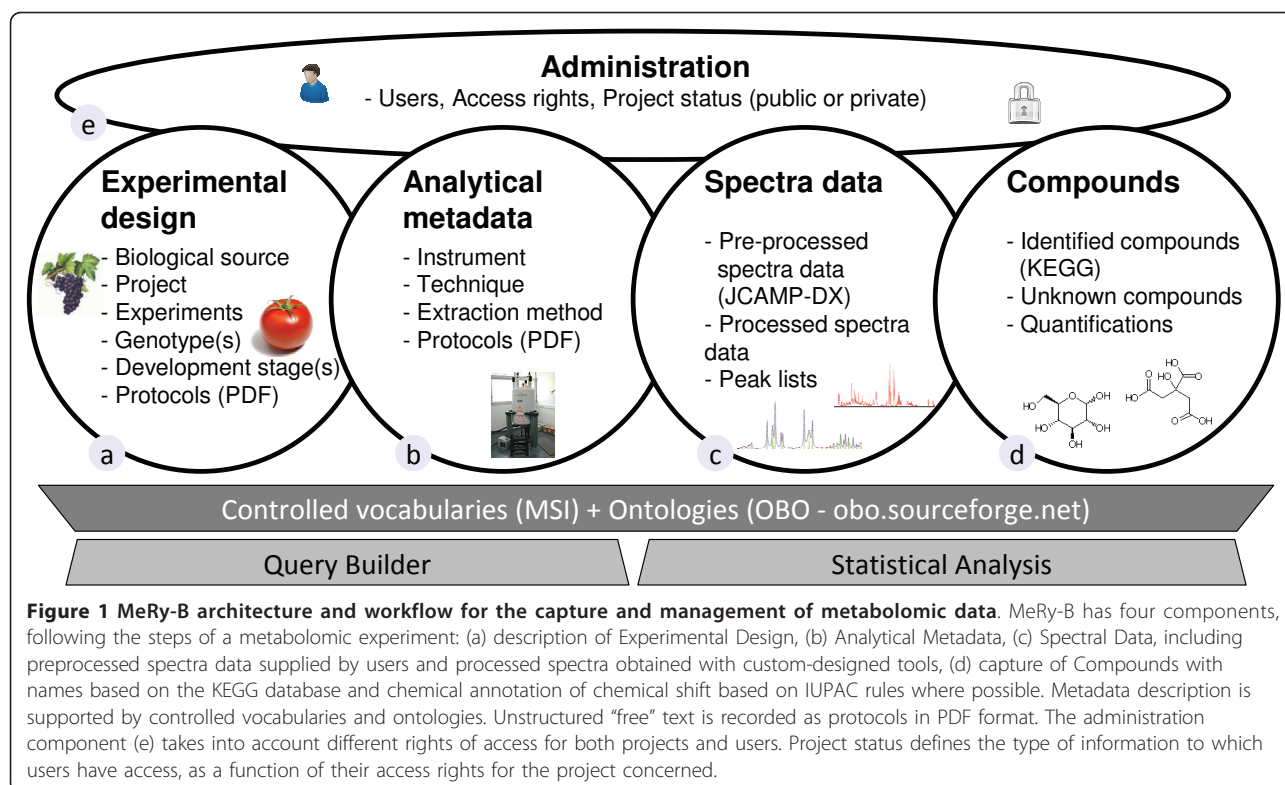 Administration
- Users, Access rights, Project status (public or private)
e
Experimental
design
- Biological source
- Project
- Experiments
- Genotype(s)
- Development stage(s)
- Protocols (PDF)
a
Analytical
metadata
- Instrument
- Technique
- Extraction method
- Protocols (PDF)
b
Spectra data
- Pre-processed
spectra data
(JCAMP-DX)
- Processed spectra
data
- Peak lists
c
Compounds
- Identified compounds
(KEGG)
- Unknown compounds
- Quantifications
HO
O
OH
HO
OH
OH
HO
O
HO
O
HO
O
O
OH
d
Controlled vocabularies (MSI) + Ontologies (OBO - obo.sourceforge.net)
Query Builder
Statistical Analysis
Figure 1 MeRy-B architecture and workflow for the capture and management of metabolomic data. MeRy-B has four components,
following the steps of a metabolomic experiment: (a) description of Experimental Design, (b) Analytical Metadata, (c) Spectral Data, including
preprocessed spectra data supplied by users and processed spectra obtained with custom-designed tools, (d) capture of Compounds with
names based on the KEGG database and chemical annotation of chemical shift based on IUPAC rules where possible. Metadata description is
supported by controlled vocabularies and ontologies. Unstructured “free” text is recorded as protocols in PDF format. The administration
component (e) takes into account different rights of access for both projects and users. Project status defines the type of information to which
users have access, as a function of their access rights for the project concerned.